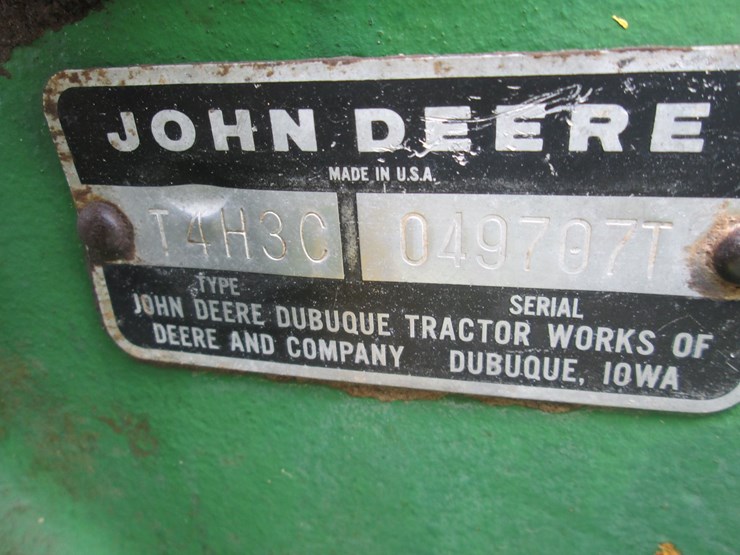 JOHN DEERE
MADE IN U.S.A.
T4H3C 049707T
TYPE SERIAL
JOHN DEERE DUBUQUE TRACTOR WORKS OF
DEERE AND COMPANY DUBUQUE, IOWA